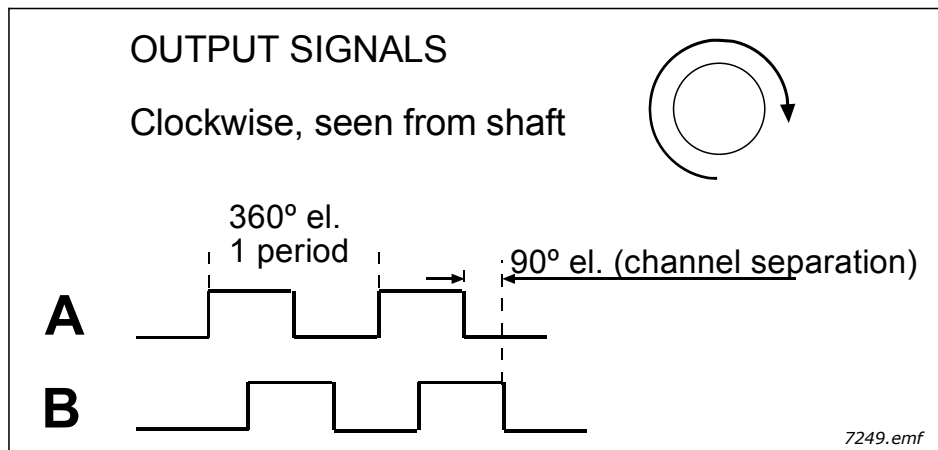 OUTPUT SIGNALS
Clockwise, seen from shaft
360º el.
1 period
90º el. (channel separation)
A
B
7249.emf